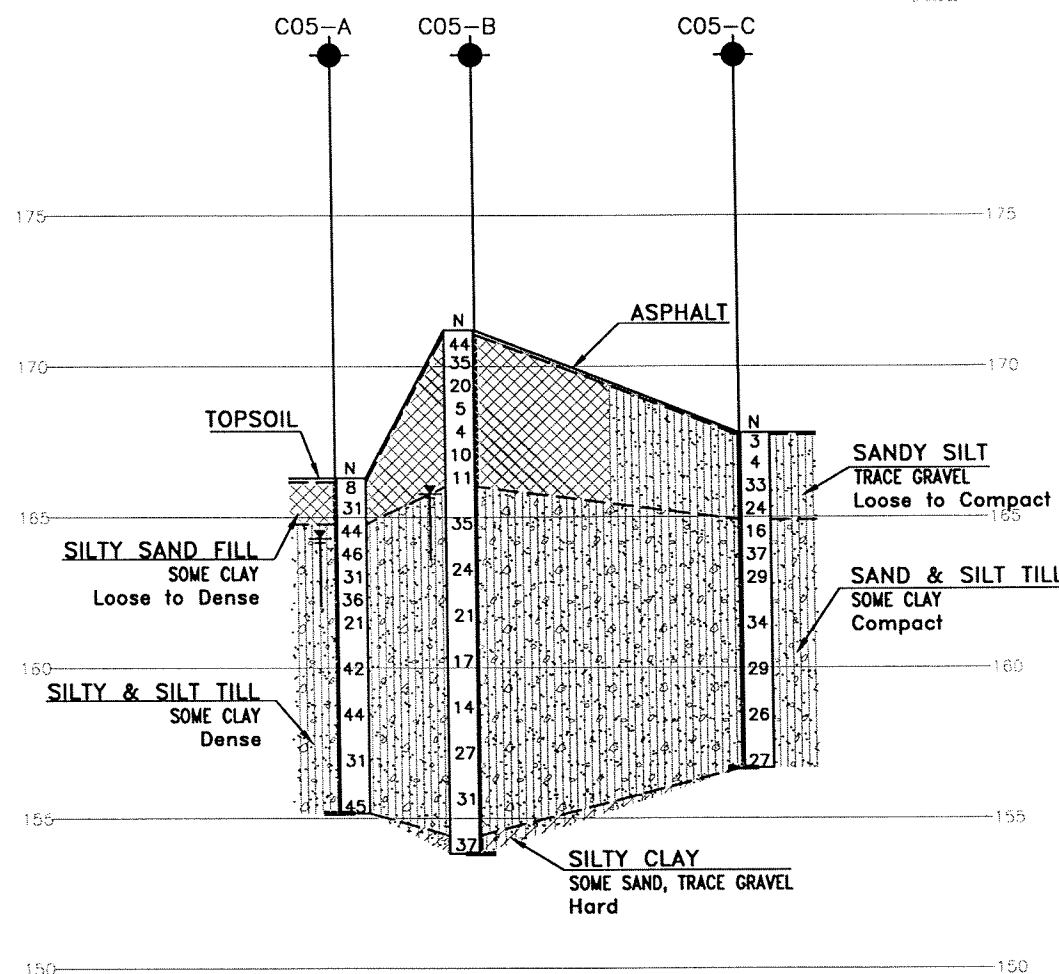 C05-A C05-B C05-C
175 175
ASPHALT
N
44
35
20
5
4
10
11
35
24
21
17
14
27
31
37
170 170
TOPSOIL
N
8
31
44
46
31
36
21
42
44
31
45
N
3
4
33
24
16
37
29
34
29
26
27
SANDY SILT
TRACE GRAVEL
Loose to Compact
165 165
SILTY SAND FILL
SOME CLAY
Loose to Dense
SAND & SILT TILL
SOME CLAY
Compact
160 160
SILTY & SILT TILL
SOME CLAY
Dense
155 155
SILTY CLAY
SOME SAND, TRACE GRAVEL
Hard
150 150